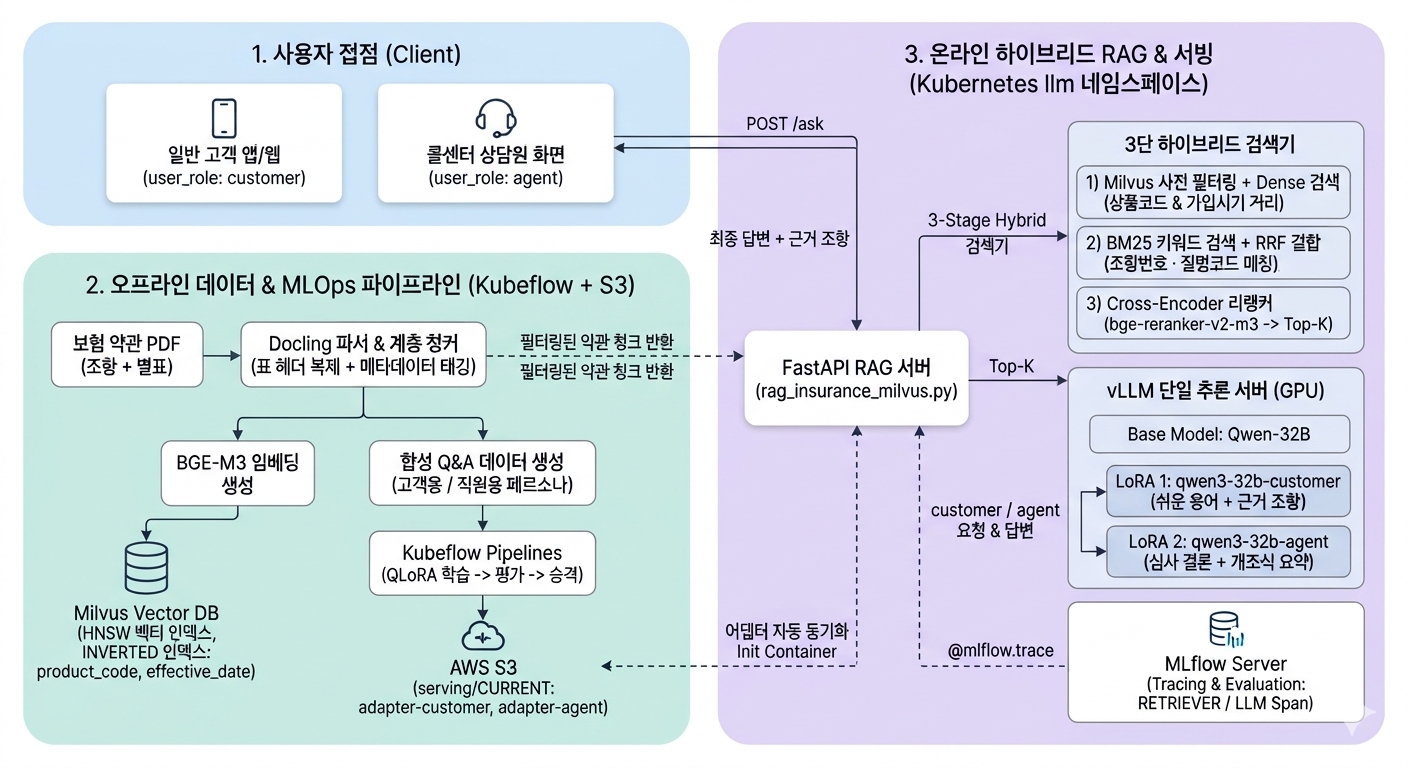 1. 사용자 접점 (Client)
일반 고객 앱/웹
(user_role: customer)
콜센터 상담원 화면
(user_role: agent)
2. 오프라인 데이터 & MLOps 파이프라인 (Kubeflow + S3)
보험 약관 PDF
(조항 + 별표)
Docling 파서 & 계층 청커
(표 헤더 복제 + 메타데이터 태깅)
필터링된 약관 청크 반환
필터링된 약관 청크 반환
BGE-M3 임베딩
생성
합성 Q&A 데이터 생성
(고객용 / 직원용 페르소나)
Kubeflow Pipelines
(QLoRA 학습 -> 평가 -> 승격)
Milvus Vector DB
(HNSW 벡터 인덱스,
INVERTED 인덱스:
product_code, effective_date)
AWS S3
(serving/CURRENT:
adapter-customer, adapter-agent)
3. 온라인 하이브리드 RAG & 서빙
(Kubernetes llm 네임스페이스)
POST /ask
최종 답변 + 근거 조항
3-Stage Hybrid
검색기
FastAPI RAG 서버
(rag_insurance_milvus.py)
Top-K
customer / agent
요청 & 답변
어댑터 자동 동기화
Init Container
@mlflow.trace
3단 하이브리드 검색기
1) Milvus 사전 필터링 + Dense 검색
(상품코드 & 가입시기 거리)
2) BM25 키워드 검색 + RRF 결합
(조항번호 · 질병코드 매칭)
3) Cross-Encoder 리랭커
(bge-reranker-v2-m3 -> Top-K)
vLLM 단일 추론 서버 (GPU)
Base Model: Qwen-32B
LoRA 1: qwen3-32b-customer
(쉬운 용어 + 근거 조항)
LoRA 2: qwen3-32b-agent
(심사 결론 + 개조식 요약)
MLflow Server
(Tracing & Evaluation:
RETRIEVER / LLM Span)